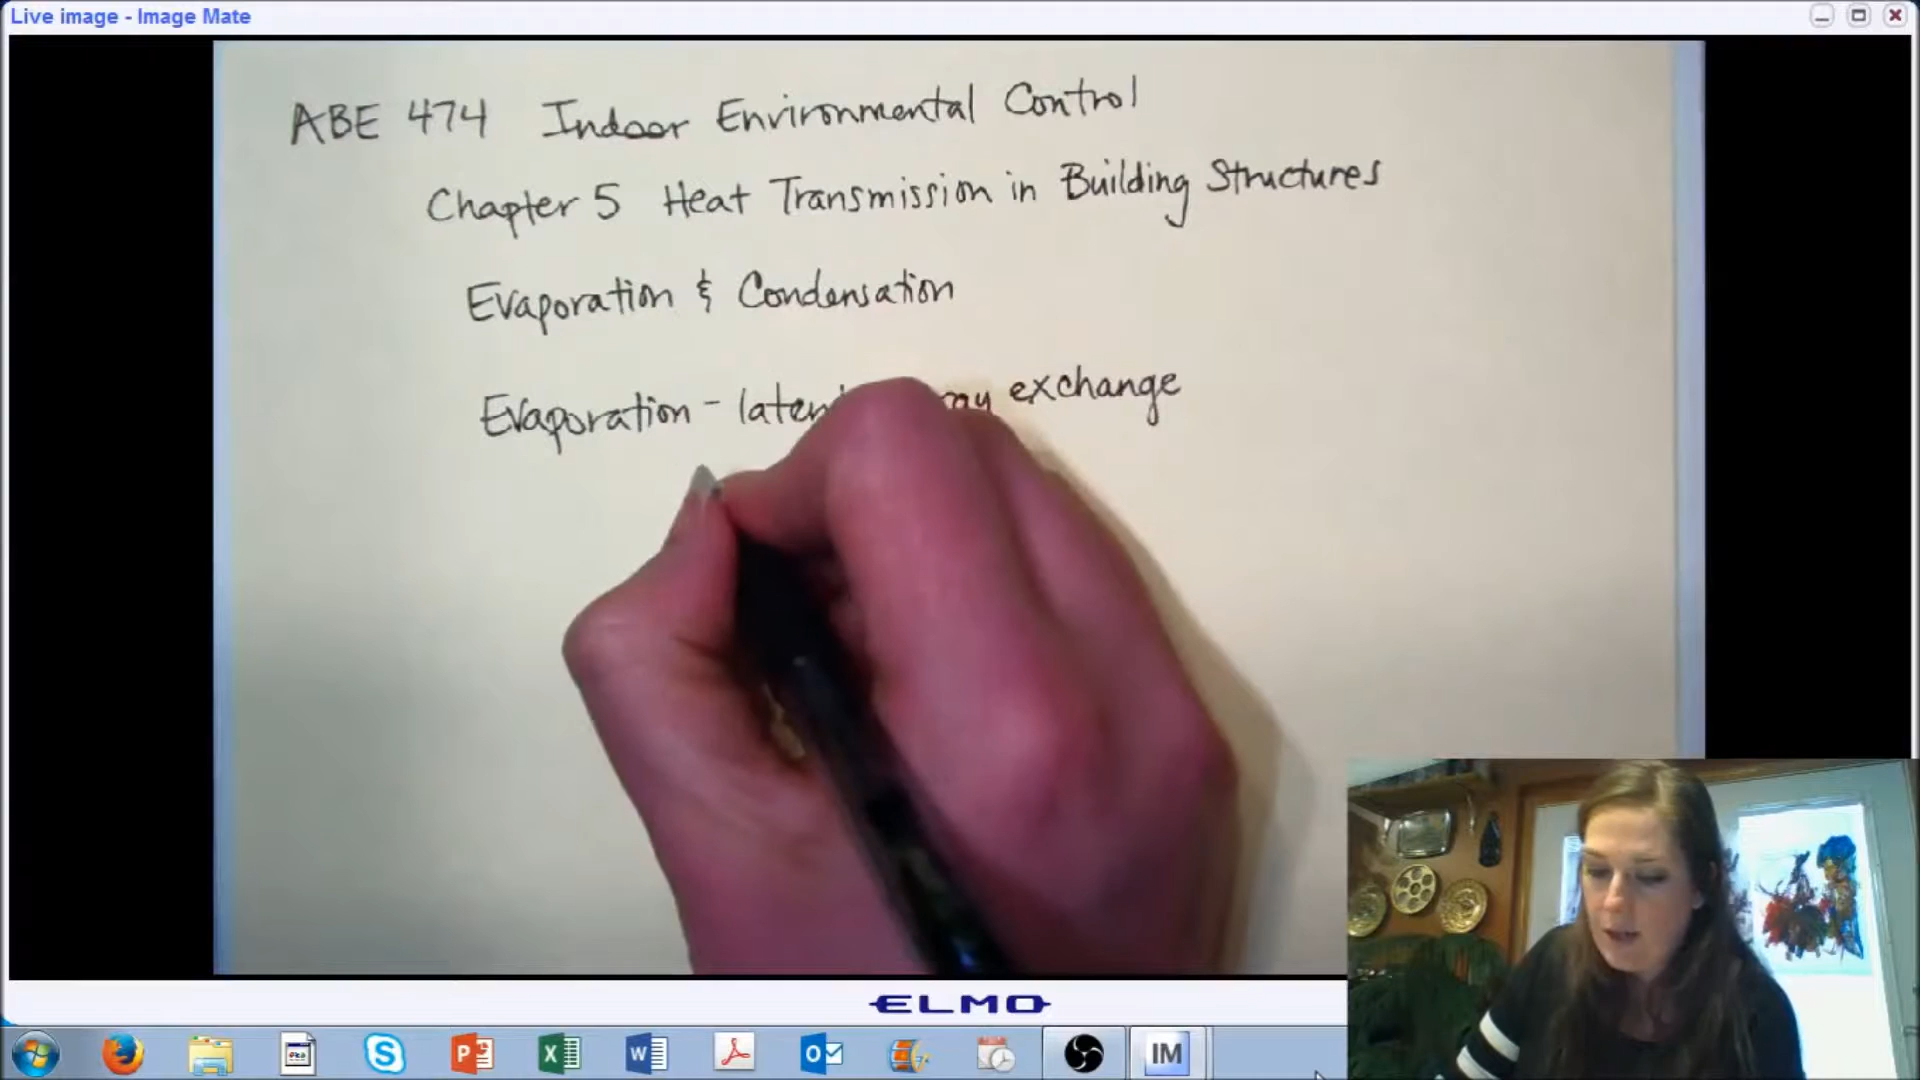 Live image - Image Mate
ABE 474 Indoor Environmental Control
Chapter 5 Heat Transmission in Building Structures
Evaporation & Condensation
Evaporation - exchange
ELMO
IM